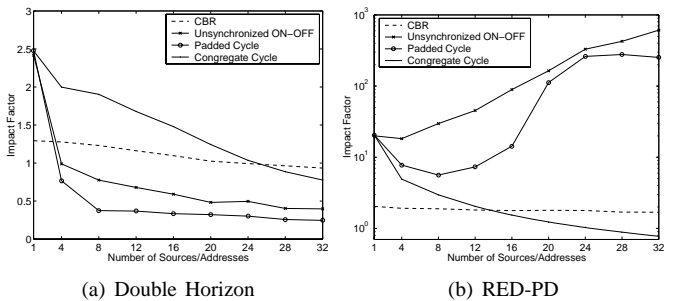 3
2.5
2
1.5
1
0.5
0
Impact Factor
CBR
Unsynchronized ON-OFF
Padded Cycle
Congregate Cycle
1 4 8 12 16 20 24 28 32
Number of Sources/Addresses
(a) Double Horizon
10^3
10^2
10^1
10^0
Impact Factor
CBR
Unsynchronized ON-OFF
Padded Cycle
Congregate Cycle
1 4 8 12 16 20 24 28 32
Number of Sources/Addresses
(b) RED-PD